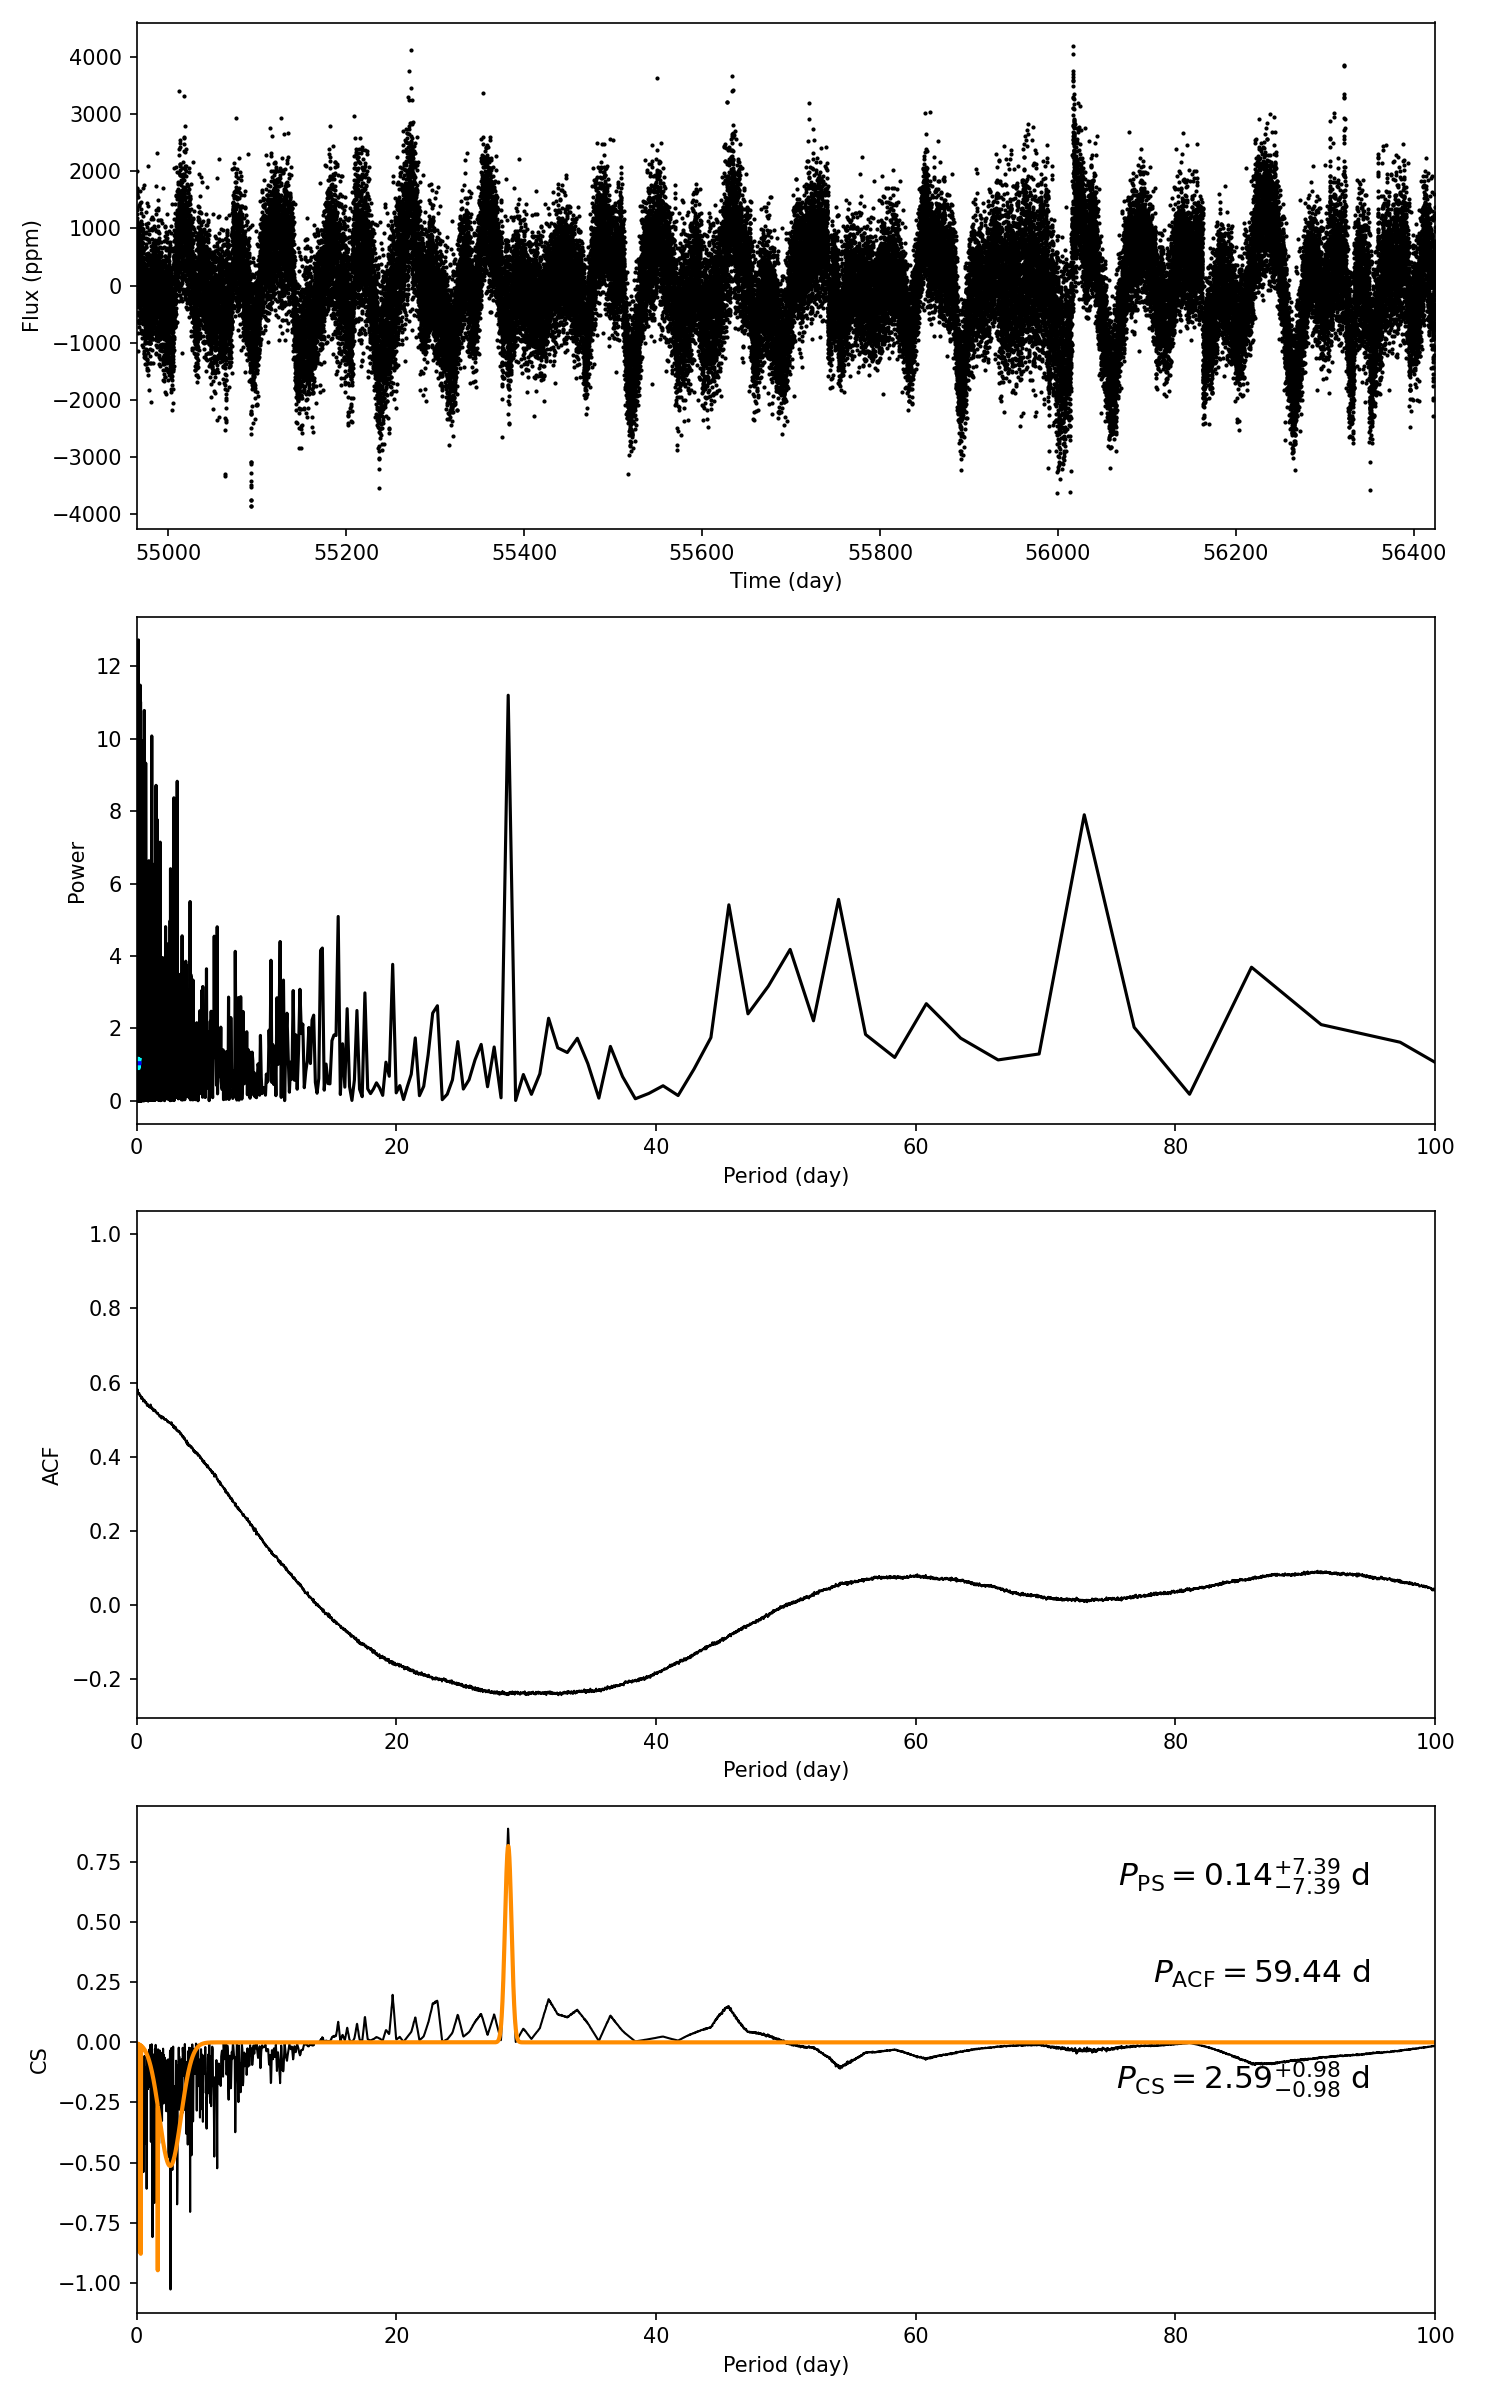 4000
3000
2000
1000
0
−1000
−2000
−3000
−4000
Flux (ppm)
55000 55200 55400 55600 55800 56000 56200 56400
Time (day)
12
10
8
6
4
2
0
Power
0 20 40 60 80 100
Period (day)
1.0
0.8
0.6
0.4
0.2
0.0
−0.2
ACF
0 20 40 60 80 100
Period (day)
0.75
0.50
0.25
0.00
−0.25
−0.50
−0.75
−1.00
CS
P_PS = 0.14 +7.39 −7.39 d
P_ACF = 59.44 d
P_CS = 2.59 +0.98 −0.98 d
0 20 40 60 80 100
Period (day)